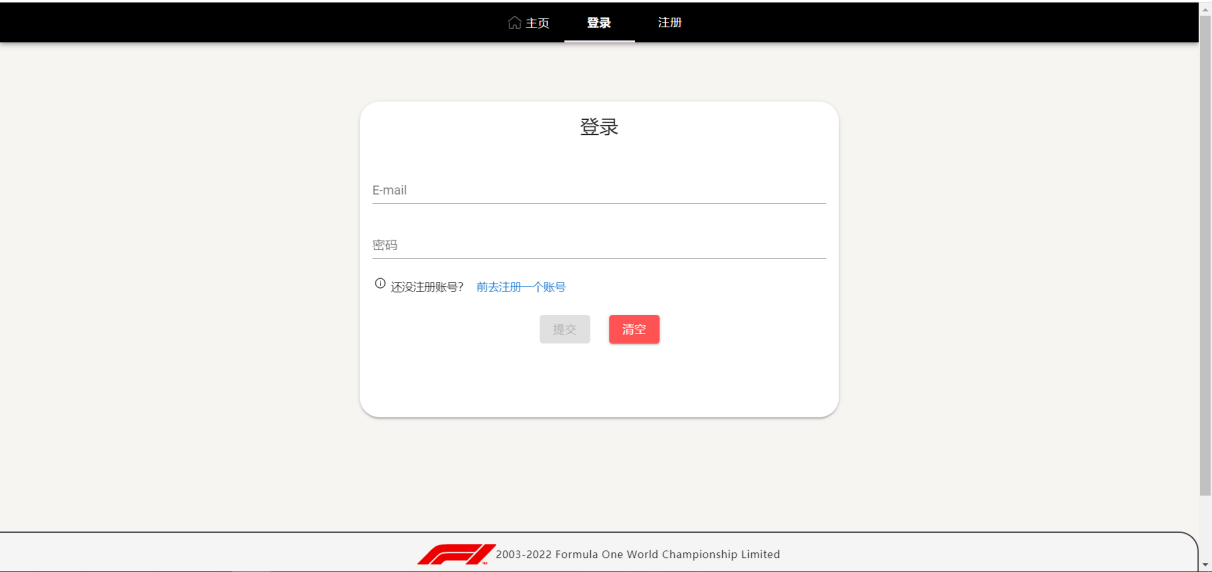 主页 登录 注册
登录
E-mail
密码
还没注册账号? 前去注册一个账号
提交 清空
F1 2003-2022 Formula One World Championship Limited